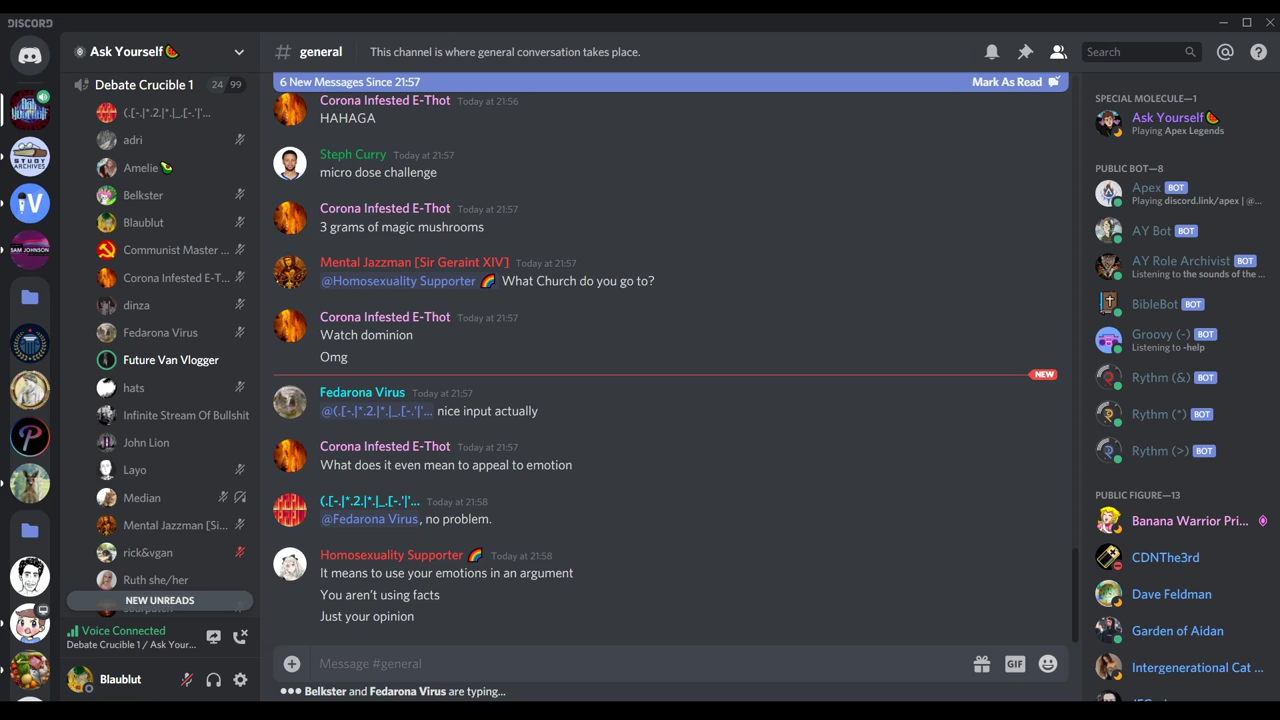 DISCORD
Ask Yourself🍉
# general
This channel is where general conversation takes place.
Search
Debate Crucible 1 24 99
(.[-.|*.2.|*.|_.[-.'|'...
adri
Amelie 🥑
Belkster
Blaublut
Communist Master ...
Corona Infested E-T...
dinza
Fedarona Virus
Future Van Vlogger
hats
Infinite Stream Of Bullshit
John Lion
Layo
Median
Mental Jazzman [Si...
rick&vgan
Ruth she/her
NEW UNREADS
Voice Connected
Debate Crucible 1 / Ask Your...
Blaublut
STUDY
ARCHIVES
V
SAM JOHNSON
6 New Messages Since 21:57
Mark As Read
Corona Infested E-Thot Today at 21:56
HAHAGA
Steph Curry Today at 21:57
micro dose challenge
Corona Infested E-Thot Today at 21:57
3 grams of magic mushrooms
Mental Jazzman [Sir Geraint XIV] Today at 21:57
@Homosexuality Supporter 🌈 What Church do you go to?
Corona Infested E-Thot Today at 21:57
Watch dominion
Omg
NEW
Fedarona Virus Today at 21:57
@(.[-.|*.2.|*.|_.[-.'|'... nice input actually
Corona Infested E-Thot Today at 21:57
What does it even mean to appeal to emotion
(.[-.|*.2.|*.|_.[-.'|'... Today at 21:58
@Fedarona Virus, no problem.
Homosexuality Supporter 🌈 Today at 21:58
It means to use your emotions in an argument
You aren't using facts
Just your opinion
Message #general
GIF
Belkster and Fedarona Virus are typing...
SPECIAL MOLECULE—1
Ask Yourself🍉
Playing Apex Legends
PUBLIC BOT—8
Apex BOT
Playing discord.link/apex | @...
AY Bot BOT
AY Role Archivist BOT
Listening to the sounds of the ...
BibleBot BOT
Groovy (-) BOT
Listening to -help
Rythm (&) BOT
Rythm (*) BOT
Rythm (>) BOT
PUBLIC FIGURE—13
Banana Warrior Pri...
CDNThe3rd
Dave Feldman
Garden of Aidan
Intergenerational Cat ...